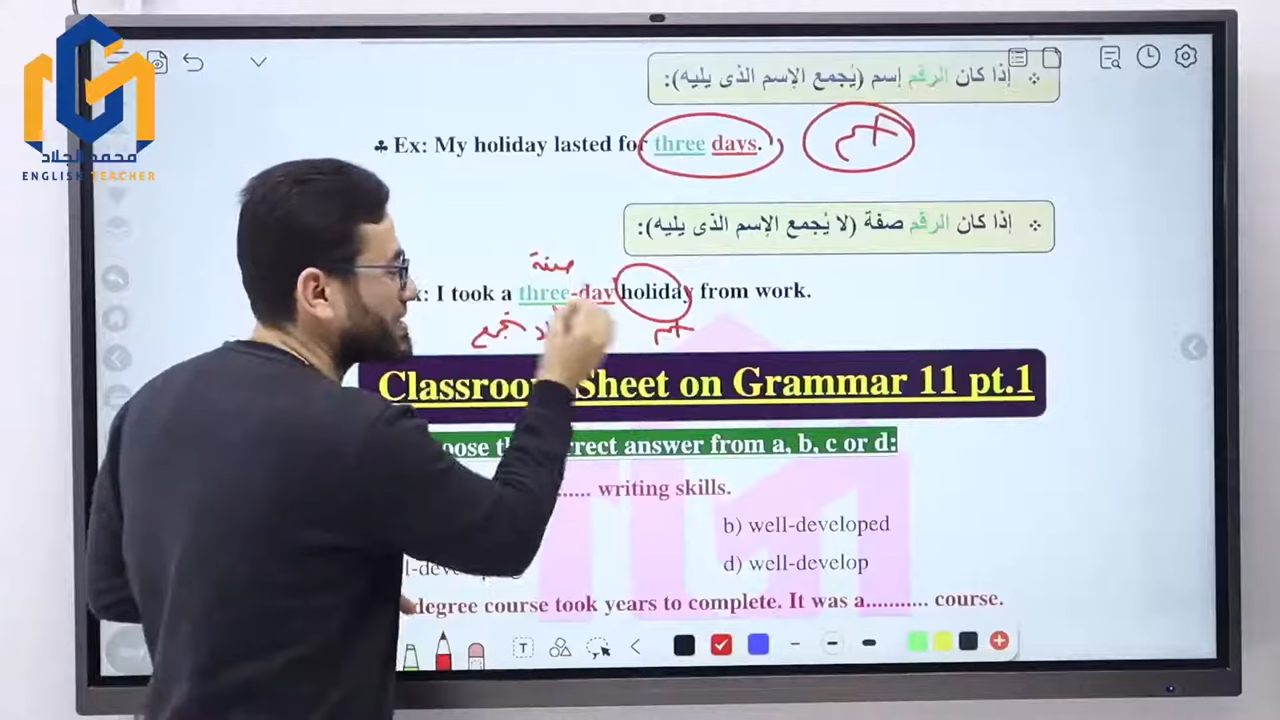 محمد الجلاد
ENGLISH TEACHER
❖ إذا كان الرقم إسم (يُجمع الإسم الذى يليه):
♣ Ex: My holiday lasted for three days.
اسم
❖ إذا كان الرقم صفة (لا يُجمع الإسم الذى يليه):
صفة
x: I took a three-day holiday from work.
تجمع
اسم
Classroo Sheet on Grammar 11 pt.1
oose th rrect answer from a, b, c or d:
...... writing skills.
b) well-developed
d) well-develop
degree course took years to complete. It was a........... course.
T